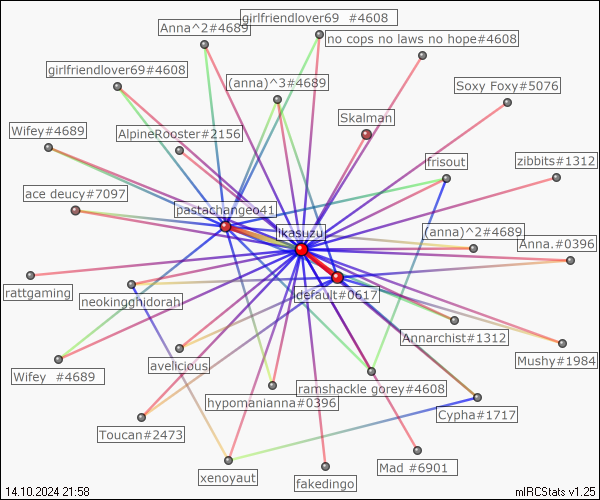 girlfriendlover69 #4608
Anna^2#4689
no cops no laws no hope#4608
girlfriendlover69#4608
(anna)^3#4689
Soxy Foxy#5076
Skalman
Wifey#4689
AlpineRooster#2156
frisout
zibbits#1312
ace deucy#7097
pastachangeo41
ikasuzu
(anna)^2#4689
Anna.#0396
rattgaming
neokingghidorah
default#0617
Annarchist#1312
Mushy#1984
avelicious
Wifey #4689
ramshackle gorey#4608
hypomanianna#0396
Cypha#1717
Toucan#2473
xenoyaut
fakedingo
Mad #6901
14.10.2024 21:58
mIRCStats v1.25